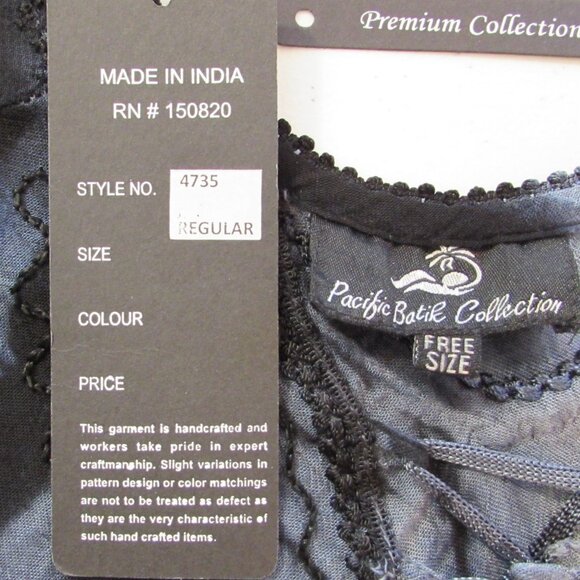 Premium Collection
MADE IN INDIA
RN # 150820
STYLE NO. 4735
REGULAR
SIZE
COLOUR
PRICE
This garment is handcrafted and
workers take pride in expert
craftmanship. Slight variations in
pattern design or color matchings
are not to be treated as defect as
they are the very characteristic of
such hand crafted items.
Pacific Batik Collection
FREE
SIZE